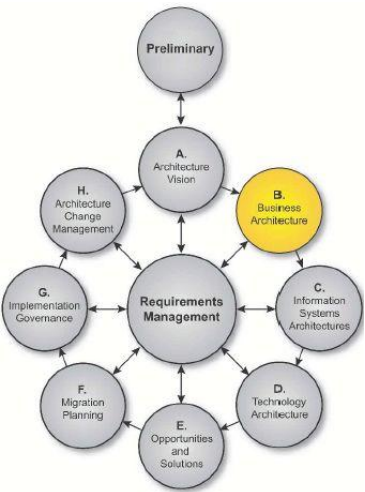 Preliminary
A.
Architecture
Vision
B.
Business
Architecture
C.
Information
Systems
Architectures
D.
Technology
Architecture
E.
Opportunities
and
Solutions
F.
Migration
Planning
G.
Implementation
Governance
H.
Architecture
Change
Management
Requirements
Management